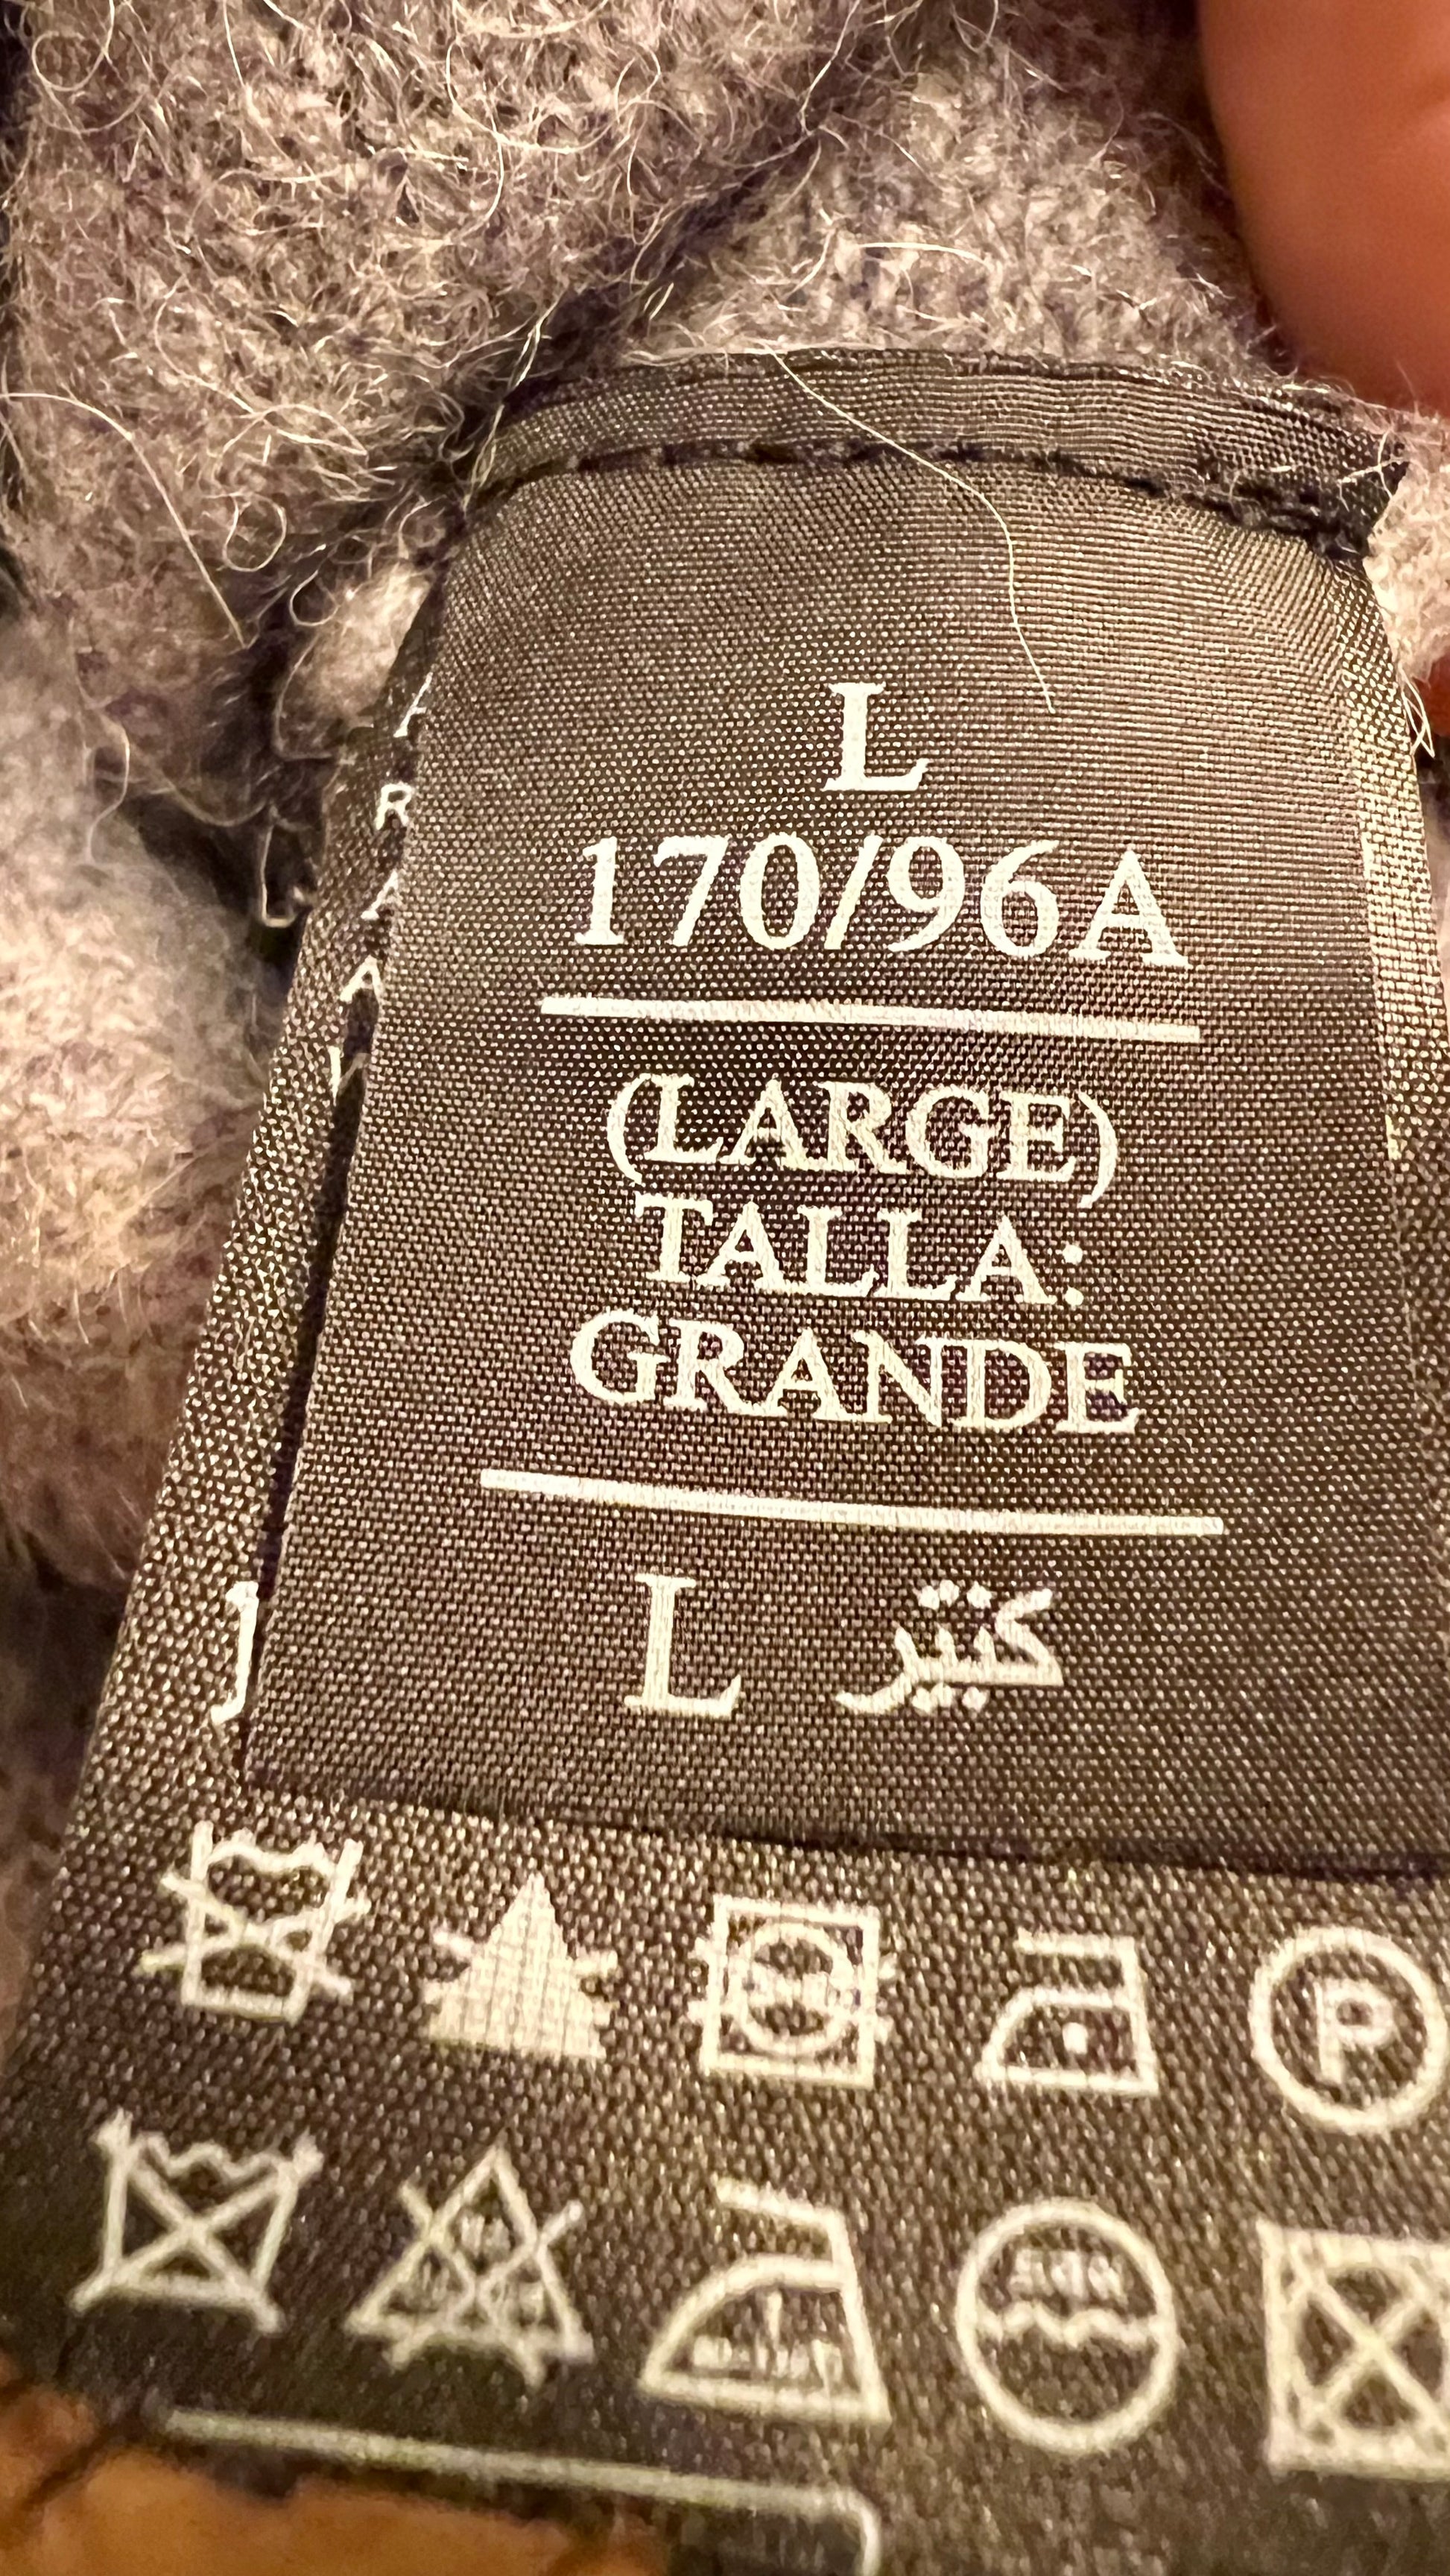 L
170/96A
(LARGE)
TALLA:
GRANDE
L كبير
P